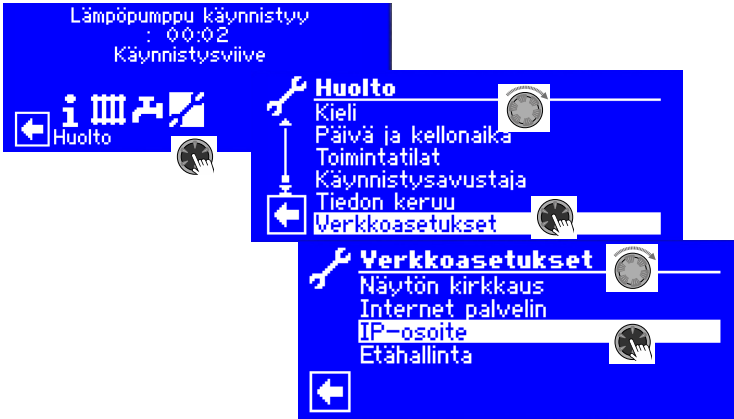 Lämpöpumppu käynnistyy
: 00:02
Käynnistysviive
Huolto
Huolto
Kieli
Päivä ja kellonaika
Toimintatilat
Käynnistysavustaja
Tiedon keruu
Verkkoasetukset
Verkkoasetukset
Näytön kirkkaus
Internet palvelin
IP-osoite
Etähallinta